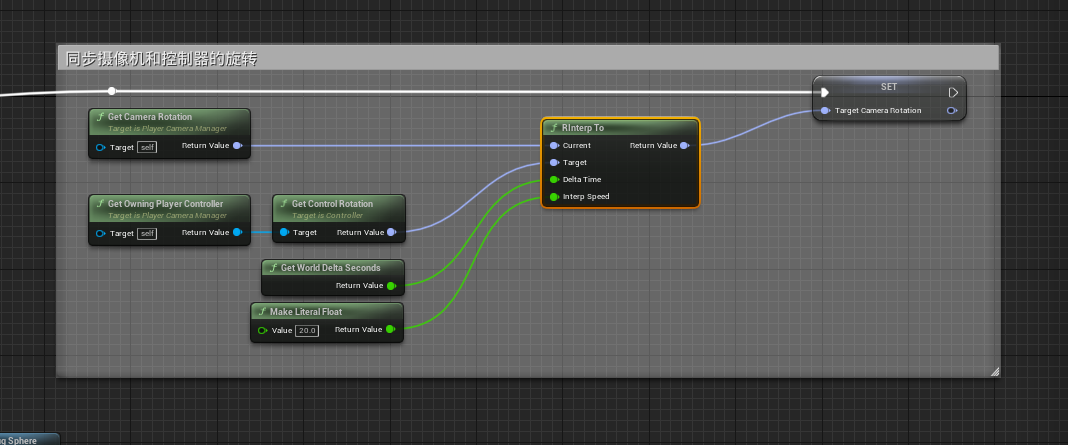 同步摄像机和控制器的旋转
SET
Target Camera Rotation
f Get Camera Rotation
Target is Player Camera Manager
Target self Return Value
f RInterp To
Current Return Value
Target
Delta Time
Interp Speed
f Get Owning Player Controller
Target is Player Camera Manager
Target self Return Value
f Get Control Rotation
Target is Controller
Target Return Value
f Get World Delta Seconds
Return Value
f Make Literal Float
Value 20.0 Return Value
g Sphere